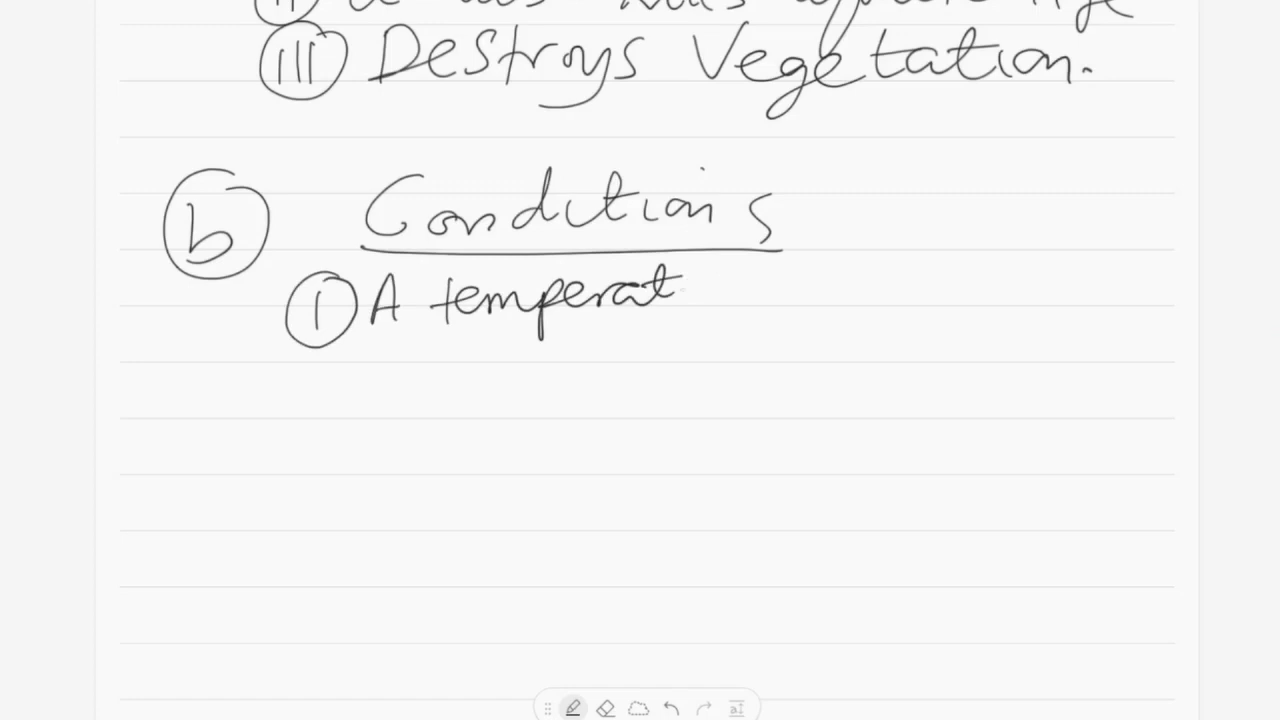 (III) Destroys Vegetation.
(b) Conditions
(I) A temperat